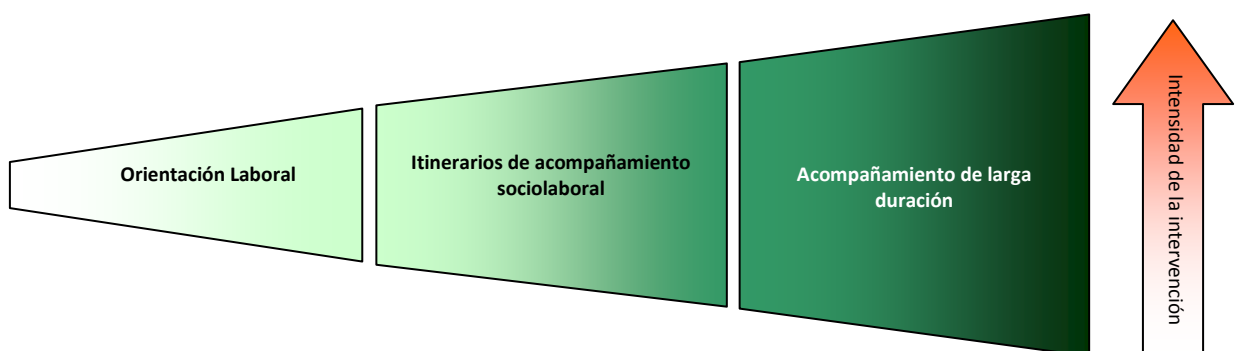 Orientación Laboral
Itinerarios de acompañamiento
sociolaboral
Acompañamiento de larga
duración
Intensidad de la intervención